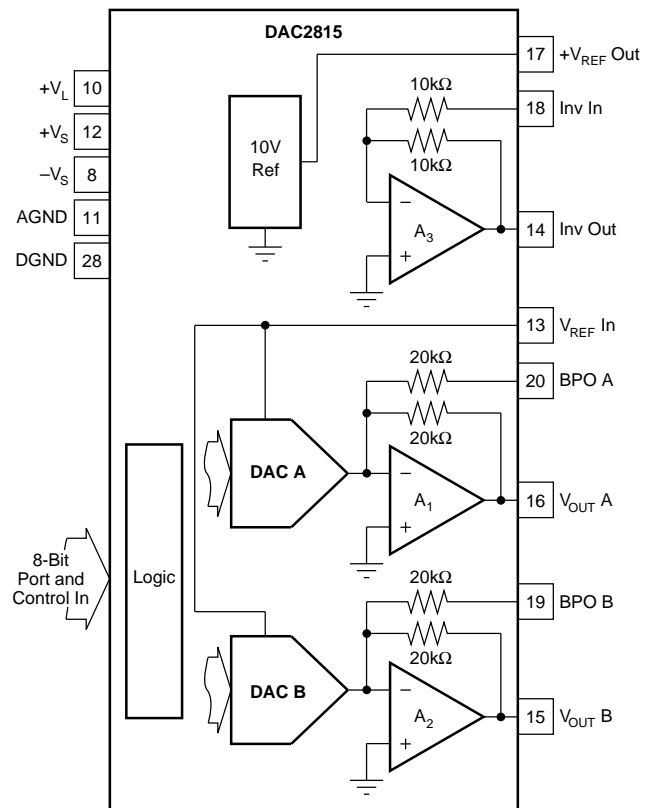 DAC2815
17 +V_REF Out
+V_L 10
10kΩ
18 Inv In
+V_S 12
10V
Ref
10kΩ
–V_S 8
AGND 11
A_3
14 Inv Out
–
+
DGND 28
13 V_REF In
20kΩ
20 BPO A
20kΩ
DAC A
–
A_1
+
16 V_OUT A
8-Bit
Port and
Control In
Logic
20kΩ
19 BPO B
20kΩ
DAC B
–
A_2
+
15 V_OUT B